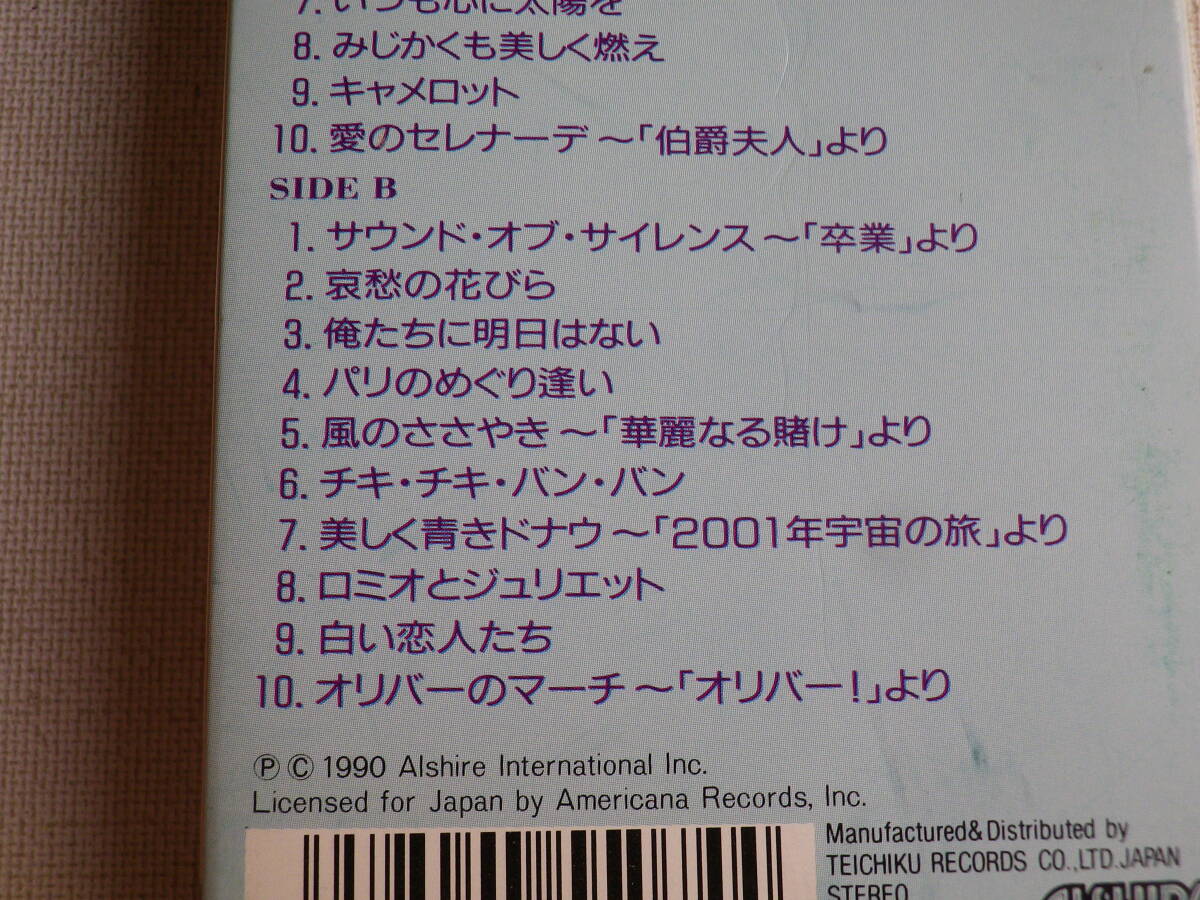 7. いつも心に太陽を
8. みじかくも美しく燃え
9. キャメロット
10. 愛のセレナーデ～「伯爵夫人」より
SIDE B
1. サウンド・オブ・サイレンス～「卒業」より
2. 哀愁の花びら
3. 俺たちに明日はない
4. パリのめぐり逢い
5. 風のささやき～「華麗なる賭け」より
6. チキ・チキ・バン・バン
7. 美しく青きドナウ～「2001年宇宙の旅」より
8. ロミオとジュリエット
9. 白い恋人たち
10. オリバーのマーチ～「オリバー!」より
Ⓟ Ⓒ 1990 Alshire International Inc.
Licensed for Japan by Americana Records, Inc.
Manufactured&Distributed by
TEICHIKU RECORDS CO.,LTD.JAPAN
STEREO